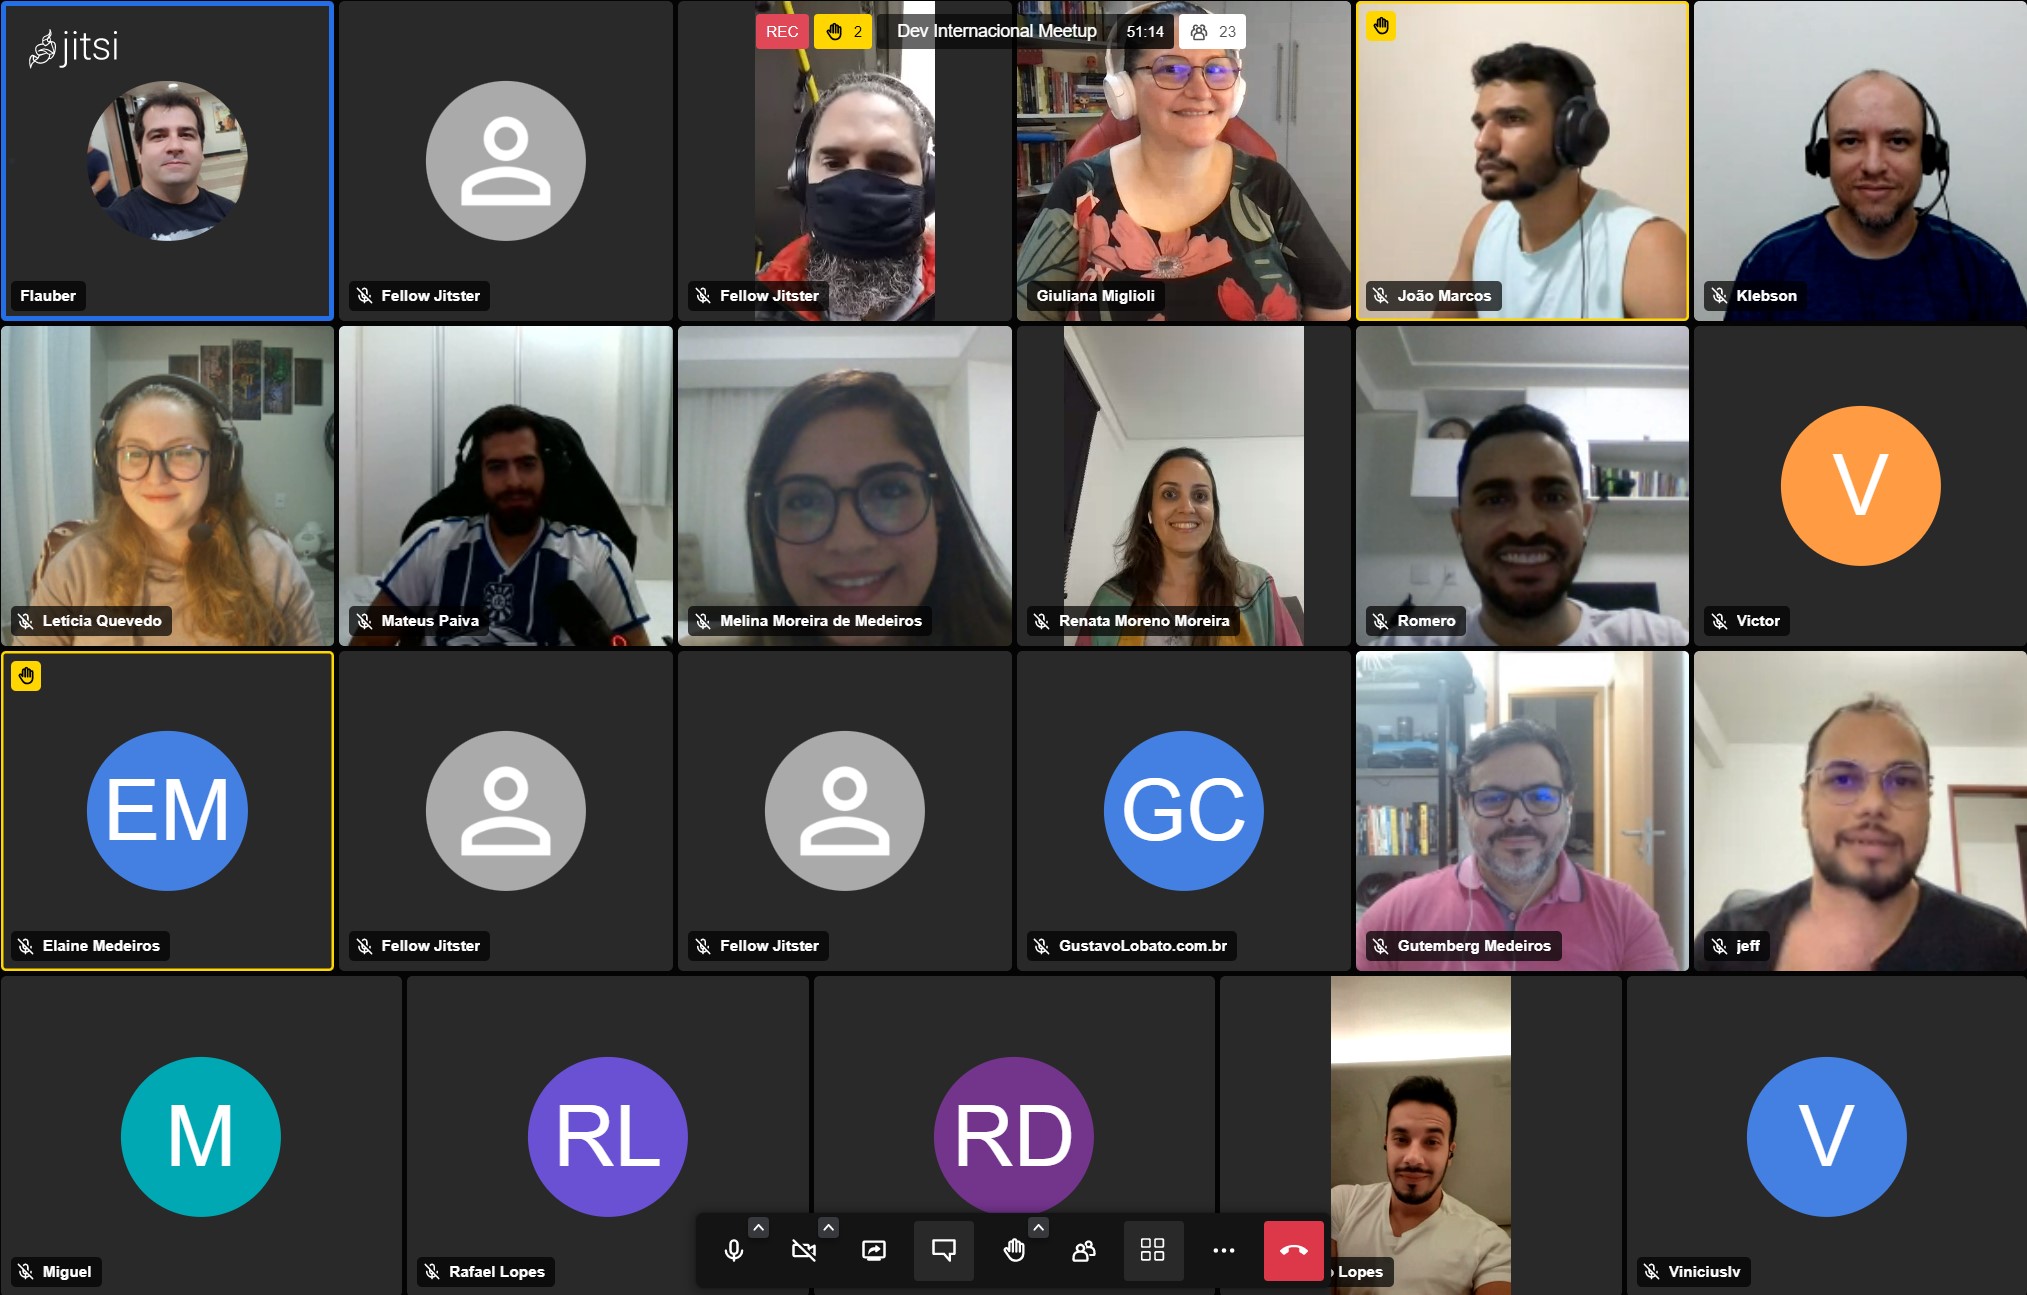 jitsi
REC 2 Dev Internacional Meetup 51:14 23
Flauber
Fellow Jitster
Fellow Jitster
Giuliana Miglioli
João Marcos
Klebson
Letícia Quevedo
Mateus Paiva
Melina Moreira de Medeiros
Renata Moreno Moreira
Romero
V
Victor
EM
Elaine Medeiros
Fellow Jitster
Fellow Jitster
GC
GustavoLobato.com.br
Gutemberg Medeiros
jeff
M
Miguel
RL
Rafael Lopes
RD
Lopes
V
Viniciuslv